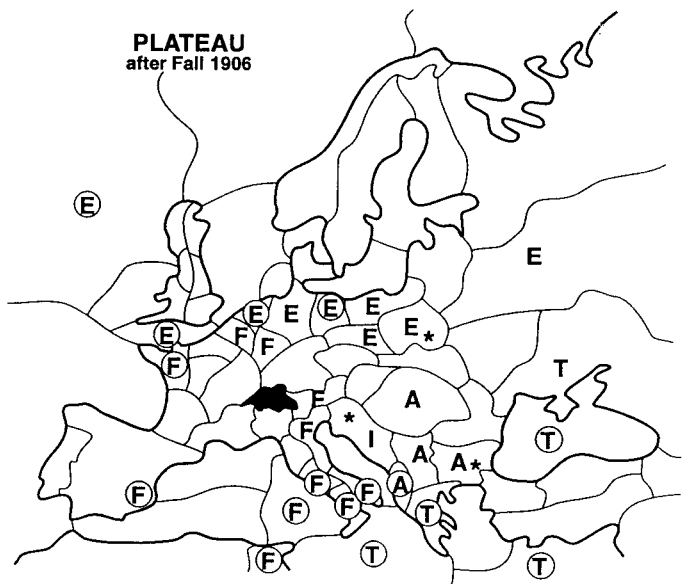 PLATEAU
after Fall 1906
E
E
E E E E
E F E E *
F F
T
F A
* 
F I T
A A *
F F F F A
F T
F T T